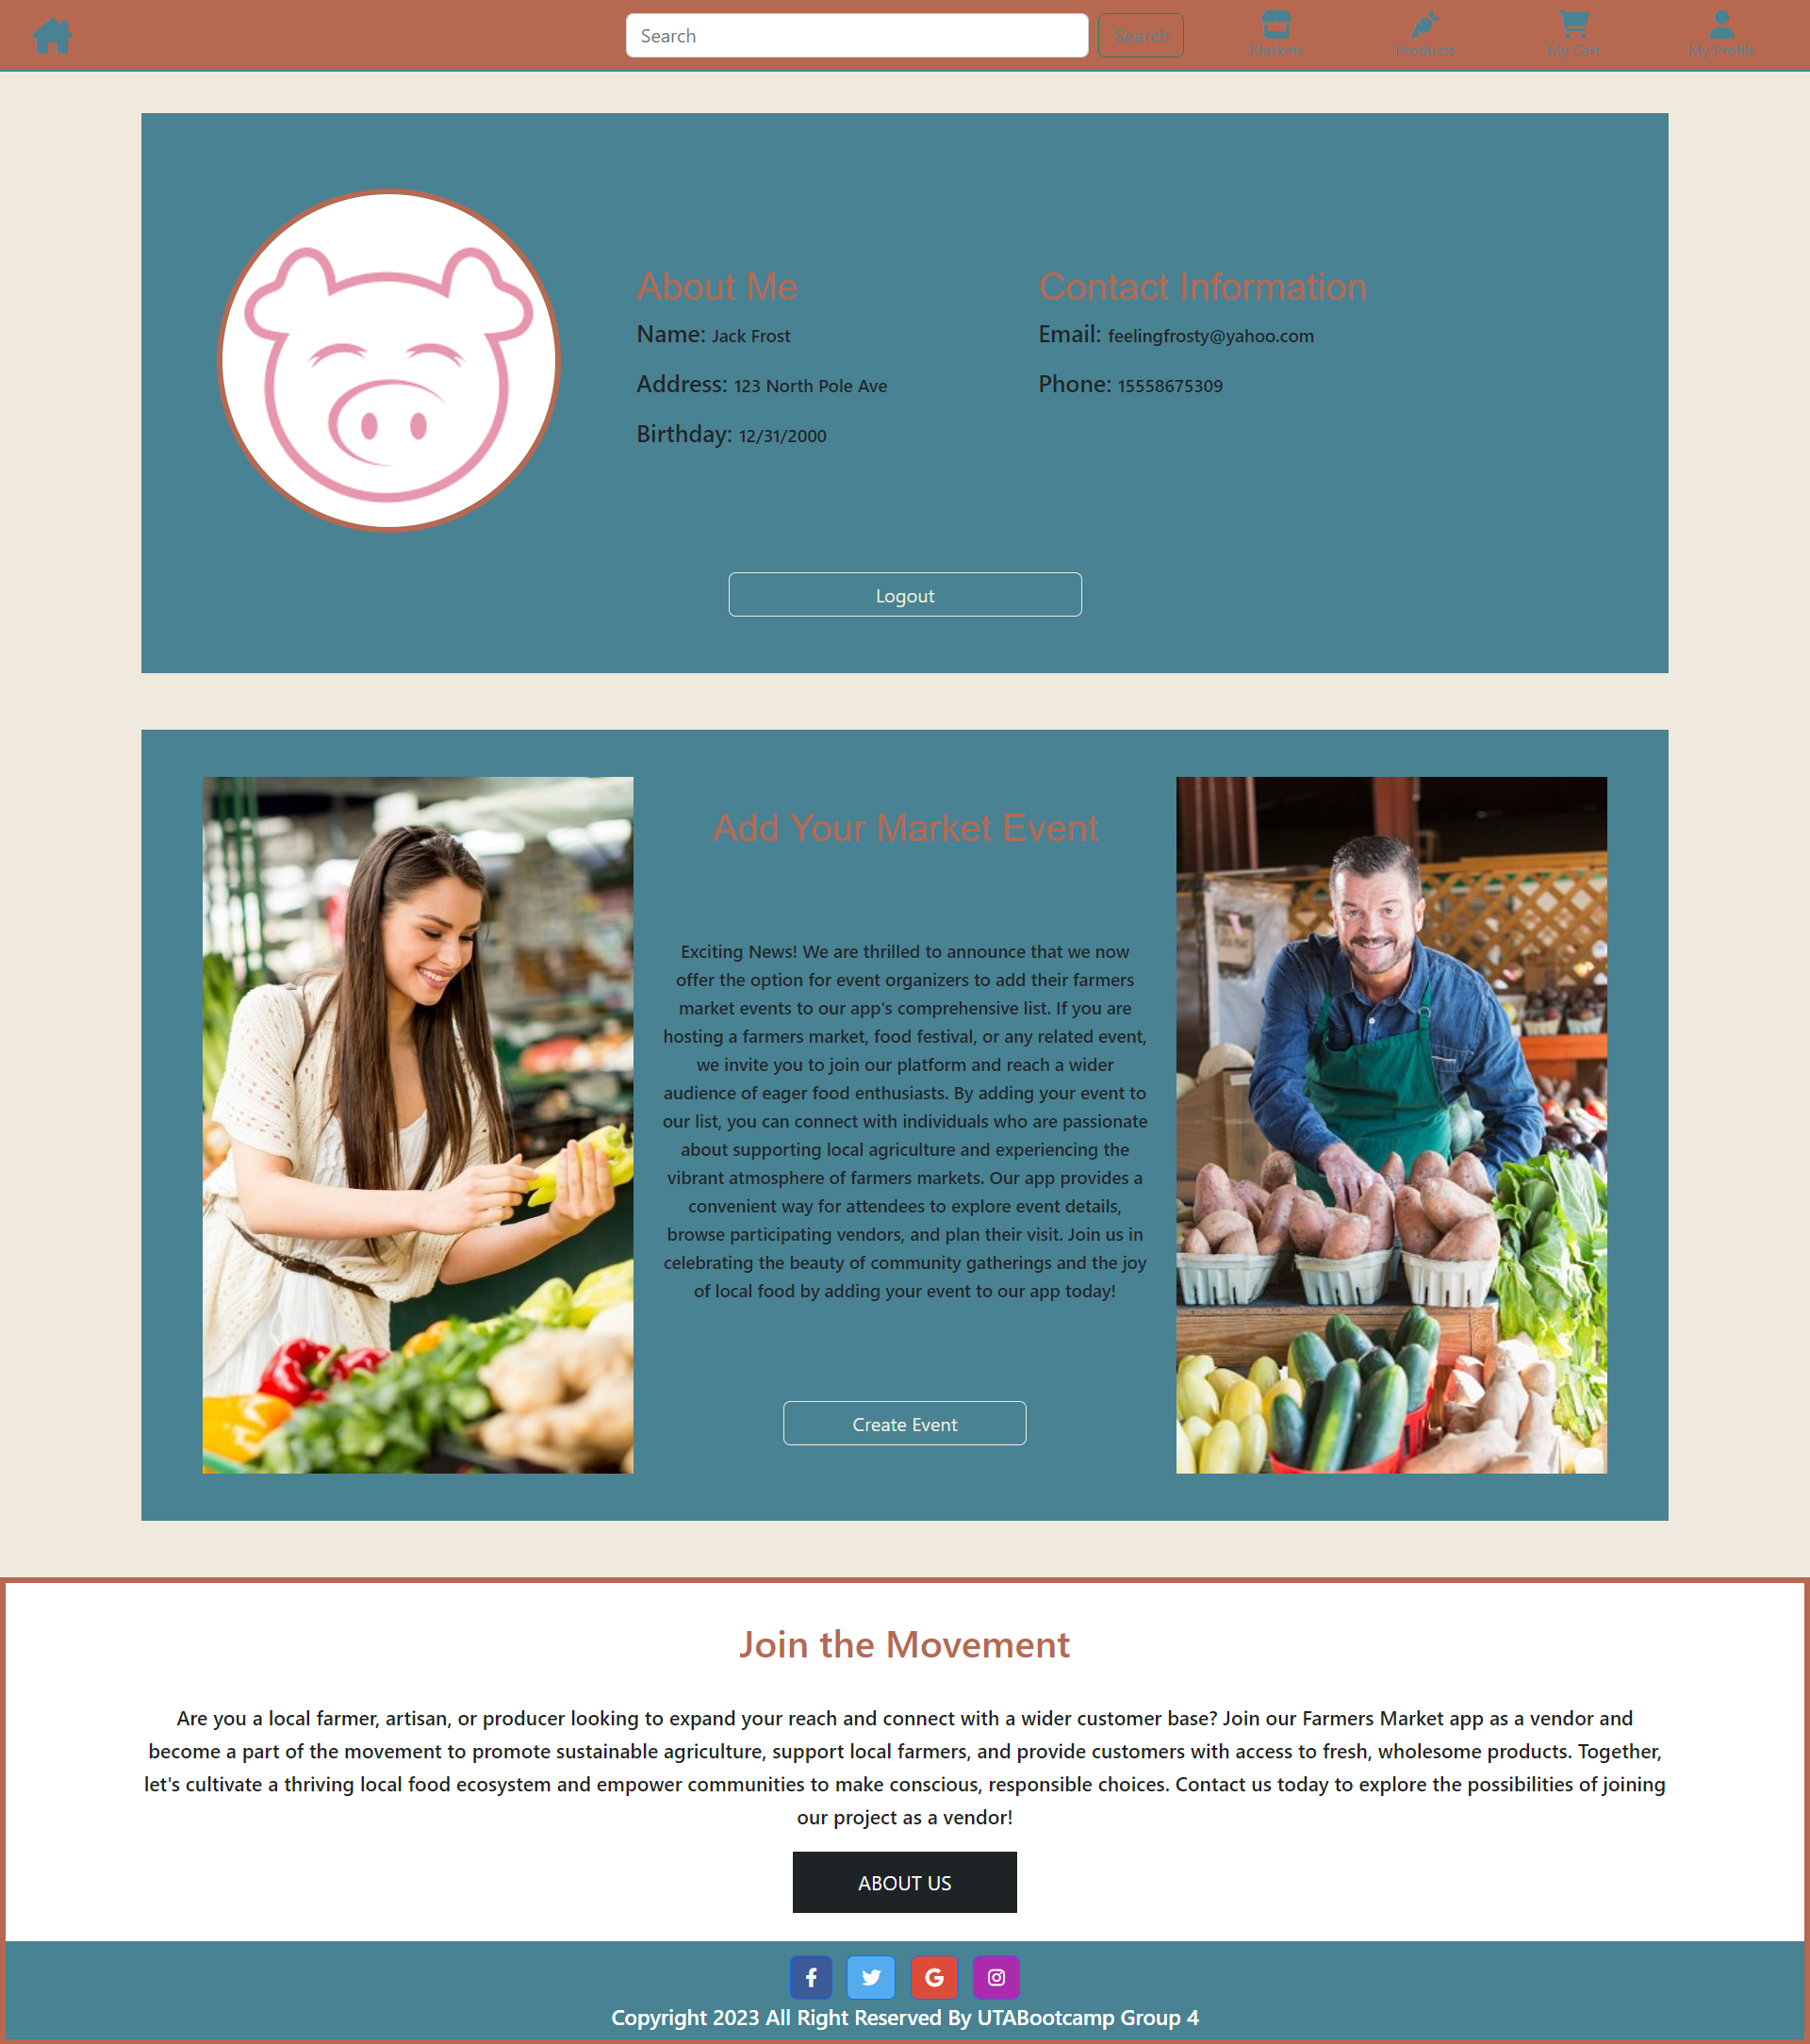 Search
Search
Markets
Products
My Cart
My Profile
About Me
Name: Jack Frost
Address: 123 North Pole Ave
Birthday: 12/31/2000
Contact Information
Email: feelingfrosty@yahoo.com
Phone: 15558675309
Logout
Add Your Market Event
Exciting News! We are thrilled to announce that we now
offer the option for event organizers to add their farmers
market events to our app's comprehensive list. If you are
hosting a farmers market, food festival, or any related event,
we invite you to join our platform and reach a wider
audience of eager food enthusiasts. By adding your event to
our list, you can connect with individuals who are passionate
about supporting local agriculture and experiencing the
vibrant atmosphere of farmers markets. Our app provides a
convenient way for attendees to explore event details,
browse participating vendors, and plan their visit. Join us in
celebrating the beauty of community gatherings and the joy
of local food by adding your event to our app today!
Create Event
Join the Movement
Are you a local farmer, artisan, or producer looking to expand your reach and connect with a wider customer base? Join our Farmers Market app as a vendor and
become a part of the movement to promote sustainable agriculture, support local farmers, and provide customers with access to fresh, wholesome products. Together,
let's cultivate a thriving local food ecosystem and empower communities to make conscious, responsible choices. Contact us today to explore the possibilities of joining
our project as a vendor!
ABOUT US
Copyright 2023 All Right Reserved By UTABootcamp Group 4